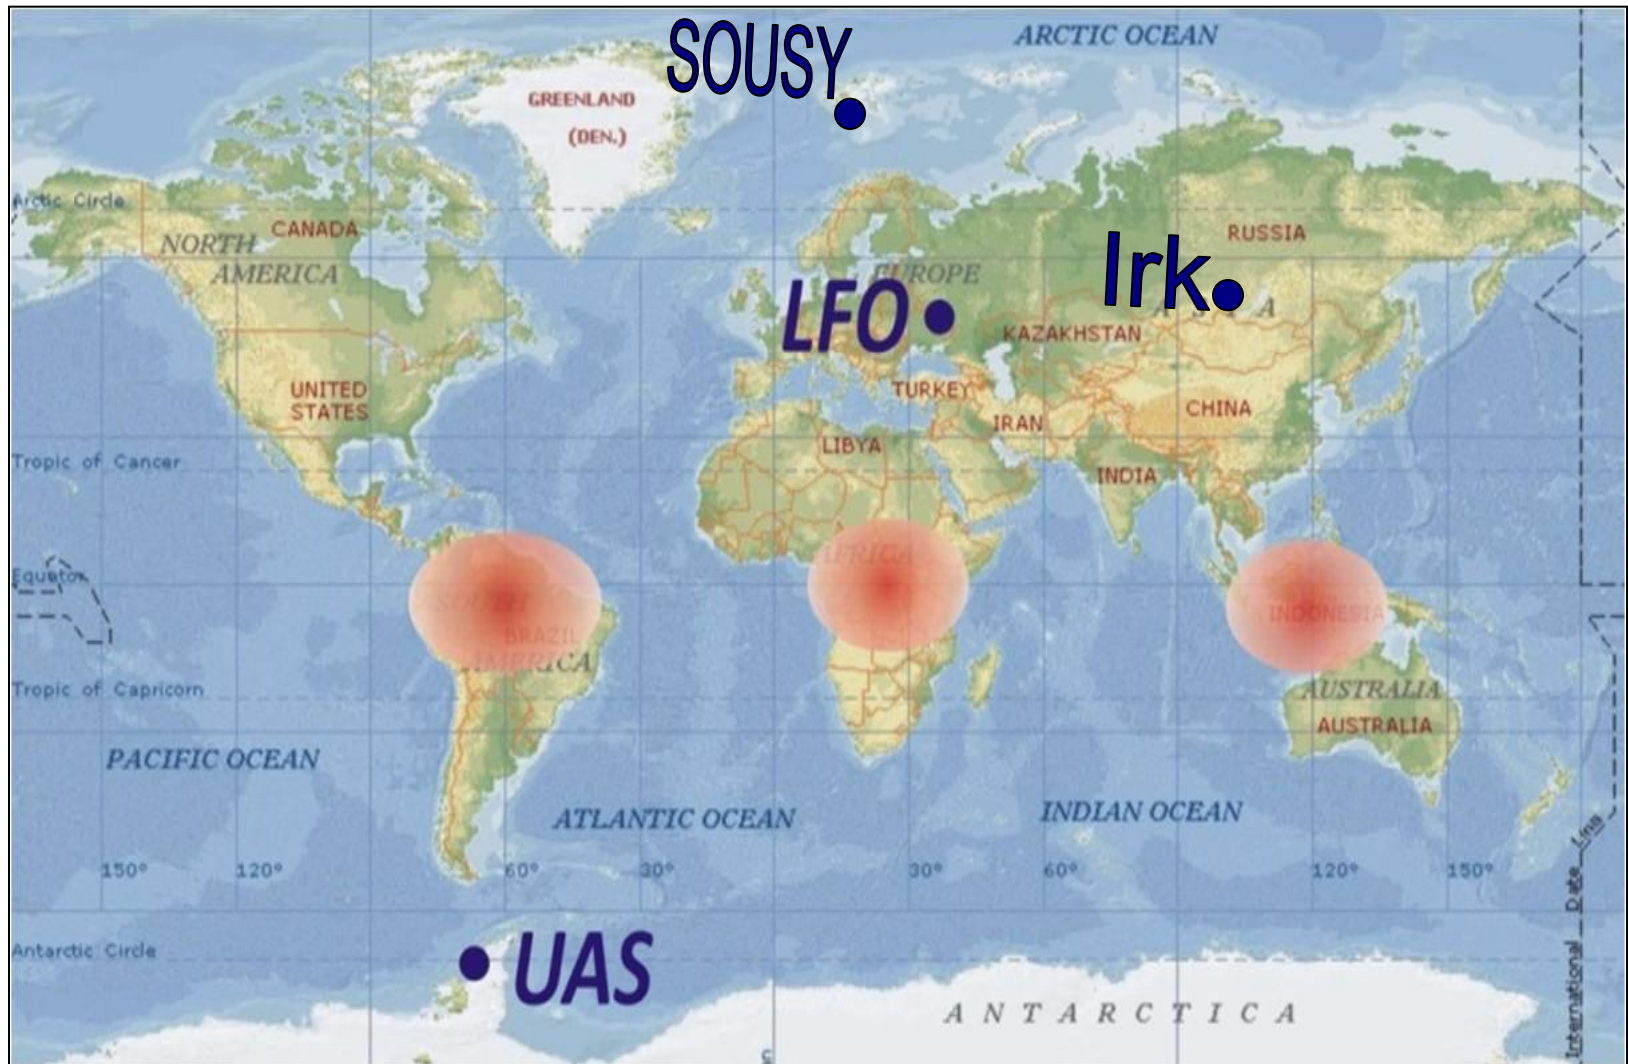 SOUSY
ARCTIC OCEAN
GREENLAND
(DEN.)
Arctic Circle
CANADA
RUSSIA
NORTH
AMERICA
EUROPE
Irk
A S I A
LFO
KAZAKHSTAN
UNITED
STATES
TURKEY
CHINA
IRAN
LIBYA
INDIA
Tropic of Cancer
AFRICA
Equator
SOUTH
INDONESIA
BRAZIL
AMERICA
Tropic of Capricorn
AUSTRALIA
AUSTRALIA
PACIFIC OCEAN
ATLANTIC OCEAN
INDIAN OCEAN
150° 120° 60° 30° 30° 60° 120° 150°
International Date Line
Antarctic Circle
UAS
A N T A R C T I C A